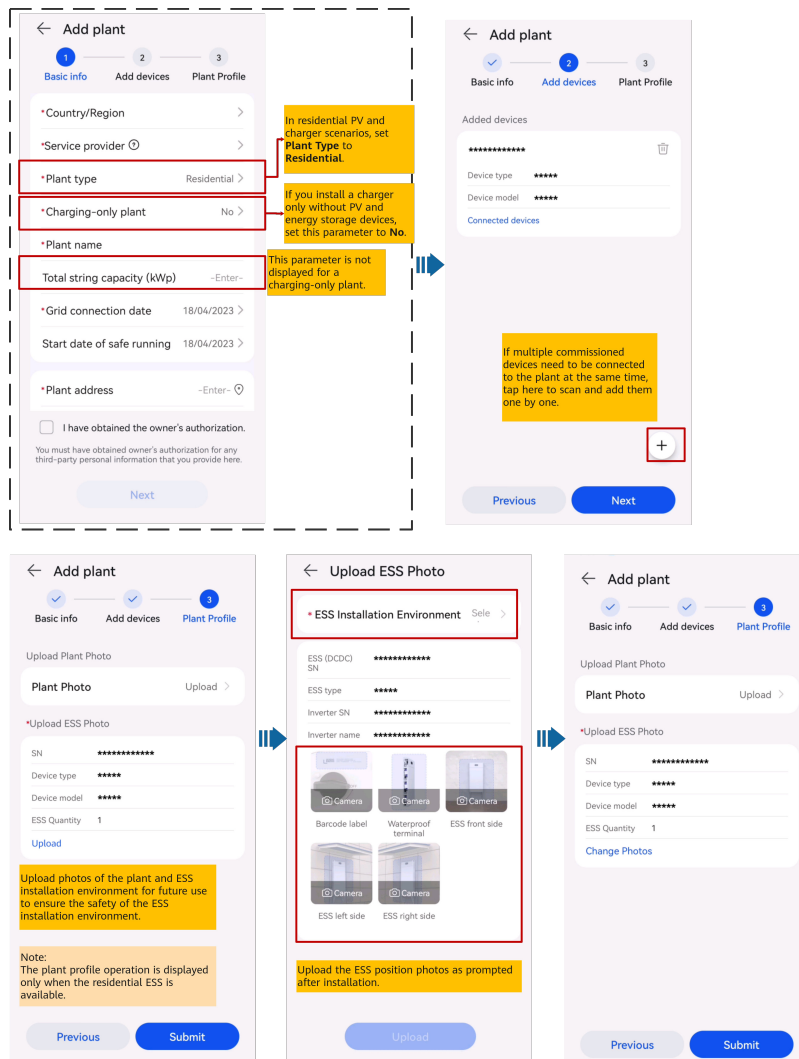 Add plant
1
2
3
Basic info
Add devices
Plant Profile
*Country/Region
*Service provider
*Plant type
Residential
*Charging-only plant
No
*Plant name
Total string capacity (kWp)
-Enter-
*Grid connection date
18/04/2023
Start date of safe running
18/04/2023
*Plant address
-Enter-
I have obtained the owner's authorization.
You must have obtained owner's authorization for any
third-party personal information that you provide here.
Next
In residential PV and
charger scenarios, set
Plant Type to
Residential.
If you install a charger
only without PV and
energy storage devices,
set this parameter to No.
This parameter is not
displayed for a
charging-only plant.
Add plant
2
3
Basic info
Add devices
Plant Profile
Added devices
************
Device type
*****
Device model
*****
Connected devices
If multiple commissioned
devices need to be connected
to the plant at the same time,
tap here to scan and add them
one by one.
+
Previous
Next
Add plant
3
Basic info
Add devices
Plant Profile
Upload Plant Photo
Plant Photo
Upload
*Upload ESS Photo
SN
************
Device type
*****
Device model
*****
ESS Quantity
1
Upload
Upload photos of the plant and ESS
installation environment for future use
to ensure the safety of the ESS
installation environment.
Note:
The plant profile operation is displayed
only when the residential ESS is
available.
Previous
Submit
Upload ESS Photo
* ESS Installation Environment
Sele
ESS (DCDC)
SN
************
ESS type
*****
Inverter SN
************
Inverter name
************
Camera
Camera
Camera
Barcode label
Waterproof
terminal
ESS front side
Camera
Camera
ESS left side
ESS right side
Upload the ESS position photos as prompted
after installation.
Upload
Add plant
3
Basic info
Add devices
Plant Profile
Upload Plant Photo
Plant Photo
Upload
*Upload ESS Photo
SN
************
Device type
*****
Device model
*****
ESS Quantity
1
Change Photos
Previous
Submit